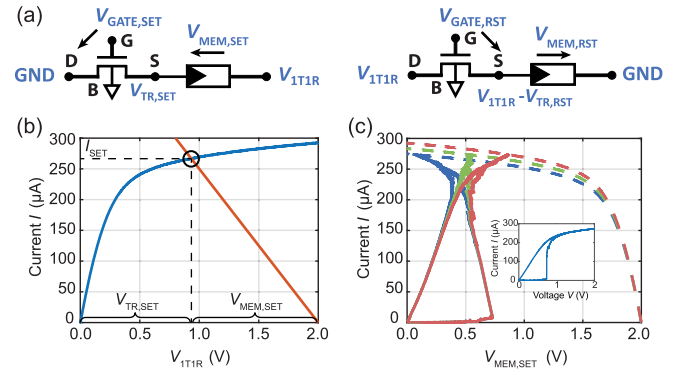 (a)
V_GATE,SET
D G V_MEM,SET
GND S V_1T1R
B V_TR,SET
V_GATE,RST
G V_MEM,RST
V_1T1R D S GND
B V_1T1R -V_TR,RST
(b)
300
250
200
150
100
50
0
Current I (µA)
I_SET
V_TR,SET V_MEM,SET
0.0 0.5 1.0 1.5 2.0
V_1T1R (V)
(c)
300
250
200
150
100
50
0
Current I (µA)
300
200
100
0
Current I (µA)
0 1 2
Voltage V (V)
0.0 0.5 1.0 1.5 2.0
V_MEM,SET (V)